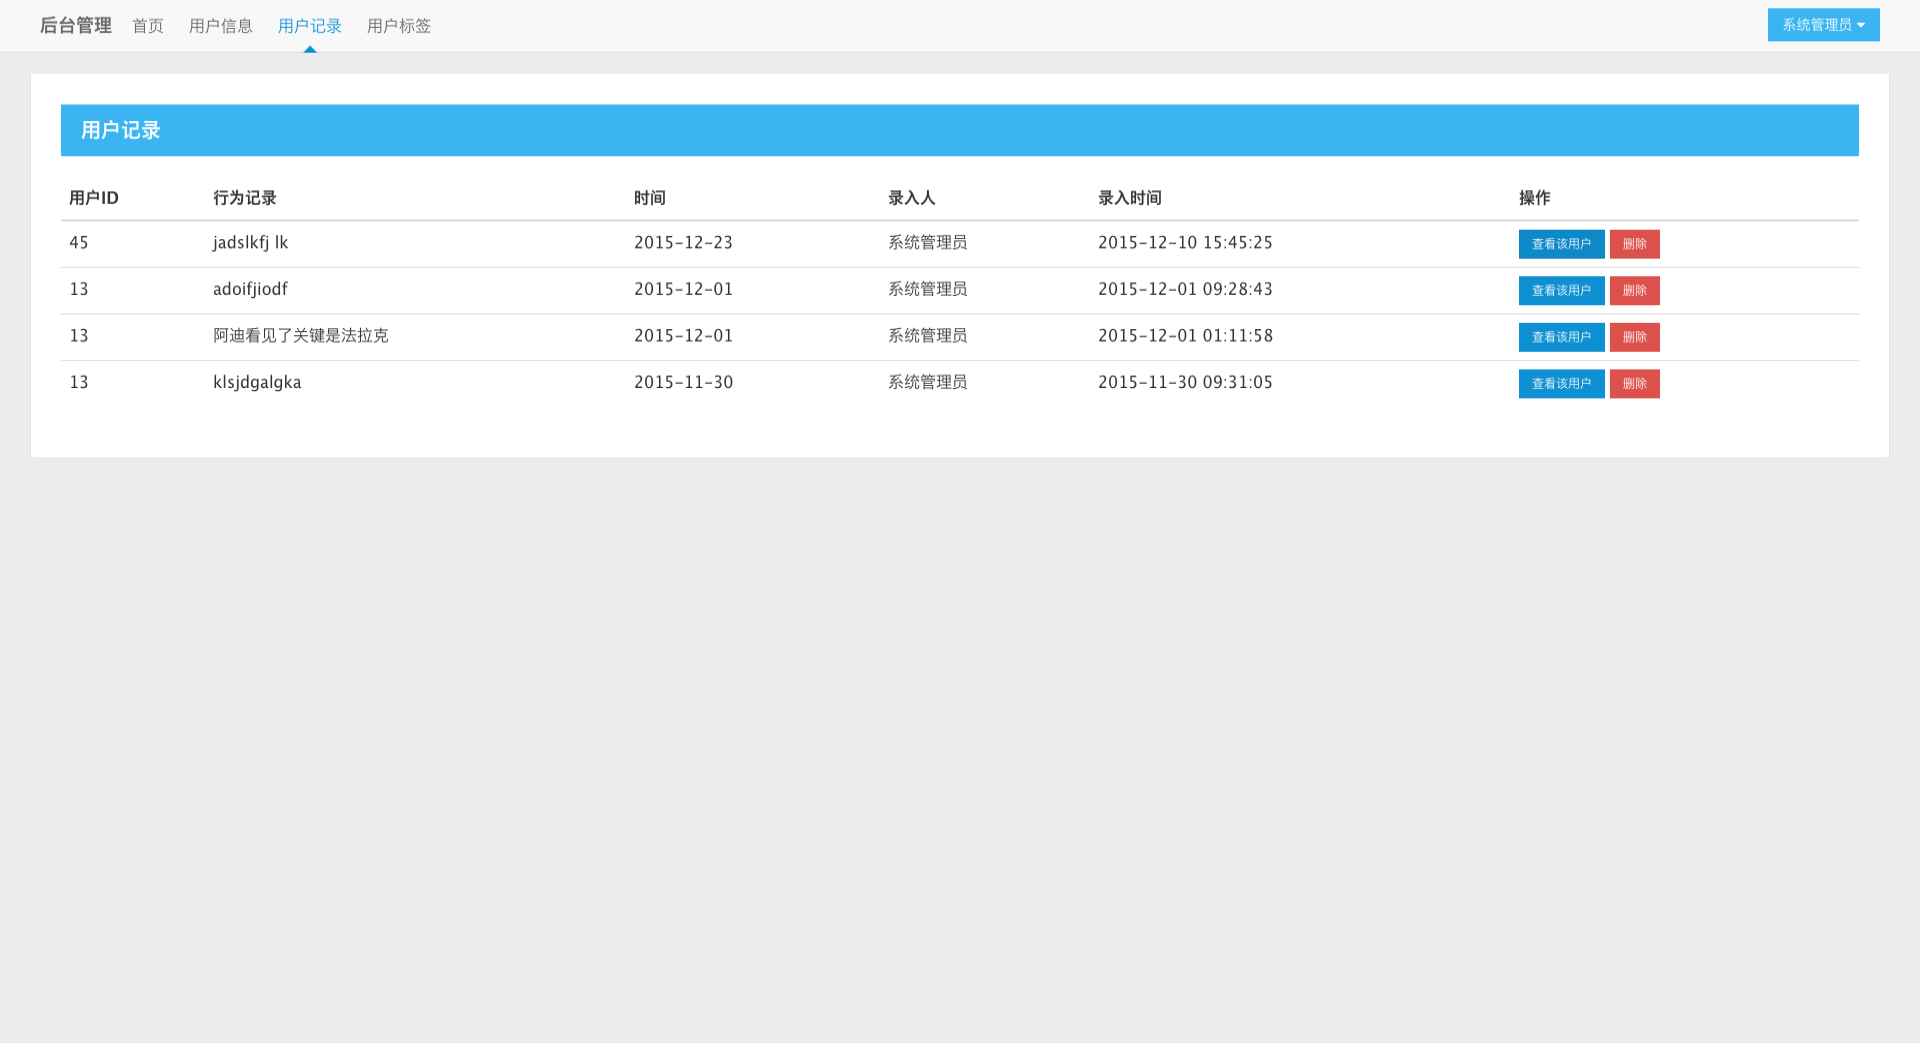 后台管理 首页 用户信息 用户记录 用户标签 系统管理员
用户记录
用户ID 行为记录 时间 录入人 录入时间 操作
45 jadslkfj lk 2015-12-23 系统管理员 2015-12-10 15:45:25 查看该用户 删除
13 adoifjiodf 2015-12-01 系统管理员 2015-12-01 09:28:43 查看该用户 删除
13 阿迪看见了关键是法拉克 2015-12-01 系统管理员 2015-12-01 01:11:58 查看该用户 删除
13 klsjdgalgka 2015-11-30 系统管理员 2015-11-30 09:31:05 查看该用户 删除